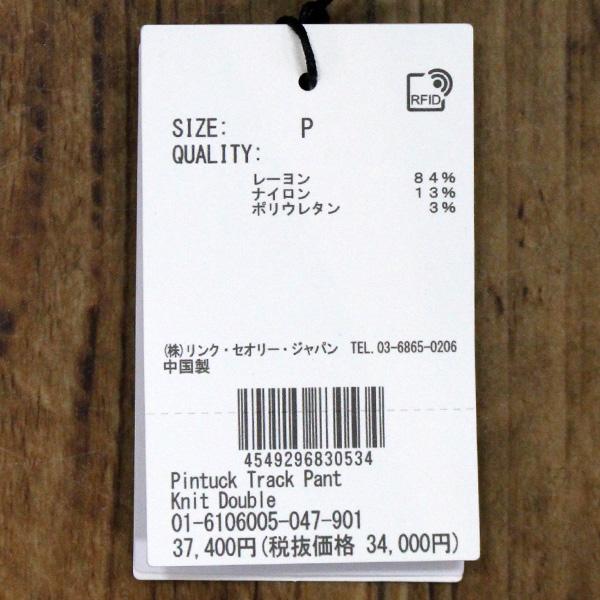 RFID
SIZE: P
QUALITY:
レーヨン 84%
ナイロン 13%
ポリウレタン 3%
(株)リンク・セオリー・ジャパン TEL.03-6865-0206
中国製
4549296830534
Pintuck Track Pant
Knit Double
01-6106005-047-901
37,400円(税抜価格 34,000円)